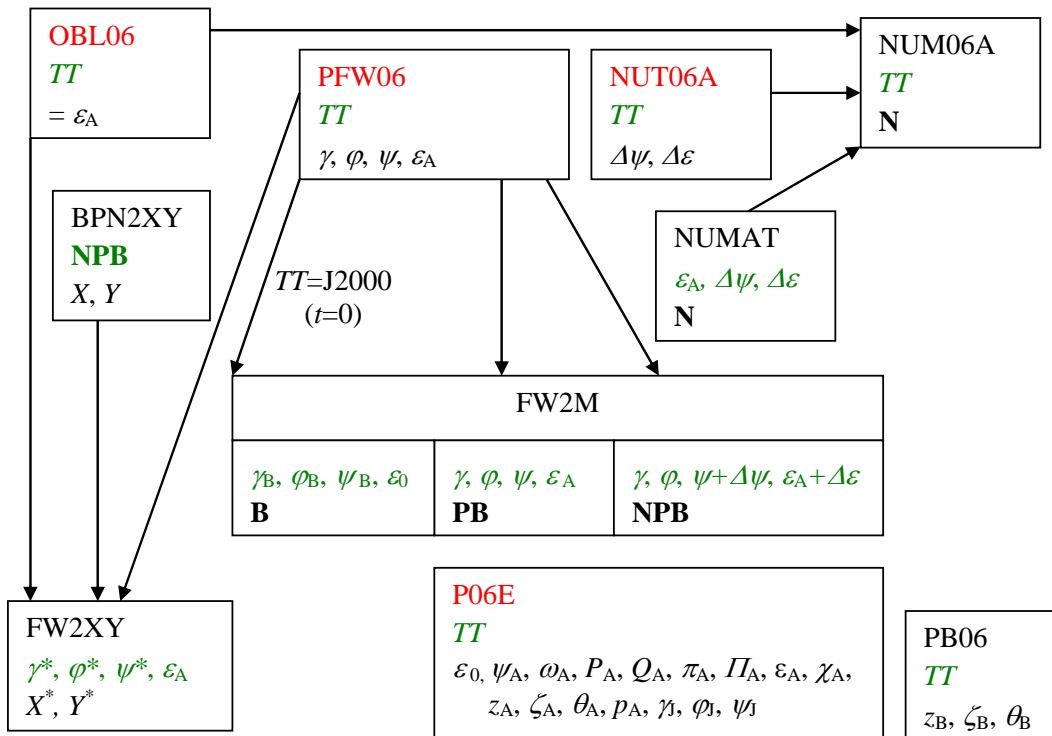 OBL06
TT
= εA
PFW06
TT
γ, φ, ψ, εA
NUT06A
TT
Δψ, Δε
NUM06A
TT
N
BPN2XY
NPB
X, Y
TT=J2000
(t=0)
NUMAT
εA, Δψ, Δε
N
FW2M
γB, φB, ψB, ε0
B
γ, φ, ψ, εA
PB
γ, φ, ψ+Δψ, εA+Δε
NPB
FW2XY
γ*, φ*, ψ*, εA
X*, Y*
P06E
TT
ε0, ψA, ωA, PA, QA, πA, ΠA, εA, χA,
zA, ζA, θA, pA, γJ, φJ, ψJ
PB06
TT
zB, ζB, θB